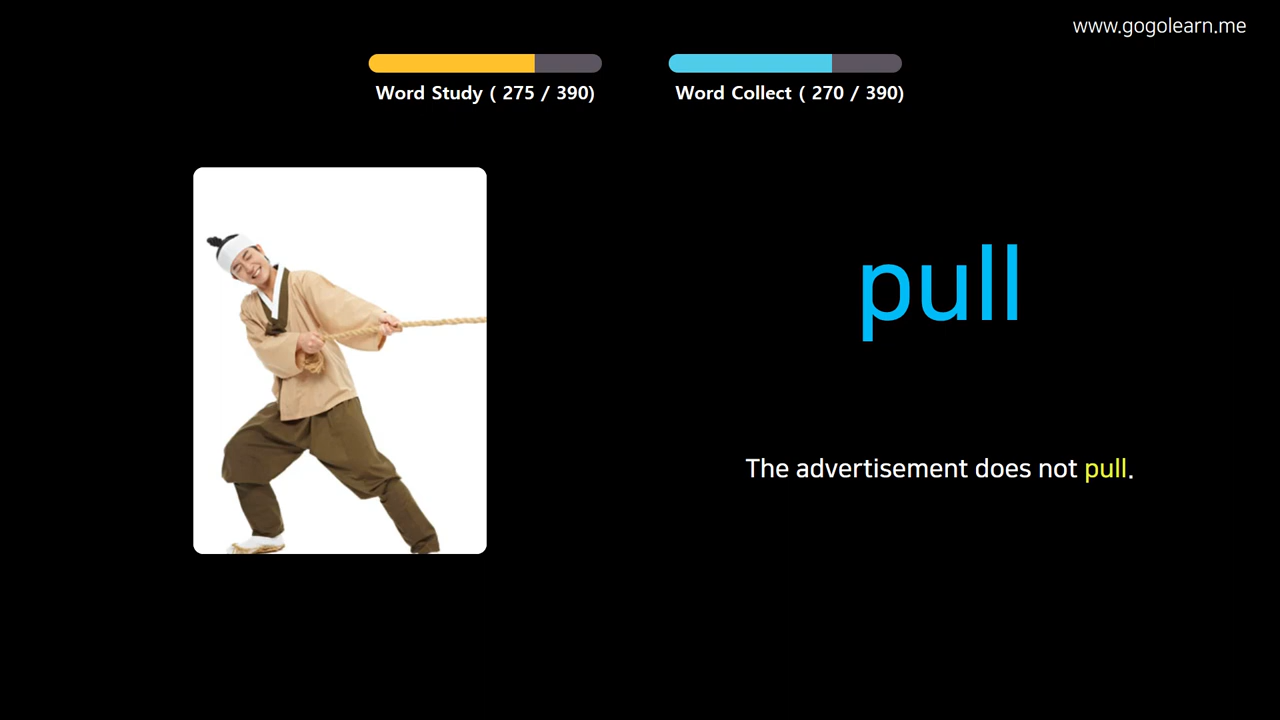 www.gogolearn.me
Word Study ( 275 / 390)
Word Collect ( 270 / 390)
pull
The advertisement does not pull.